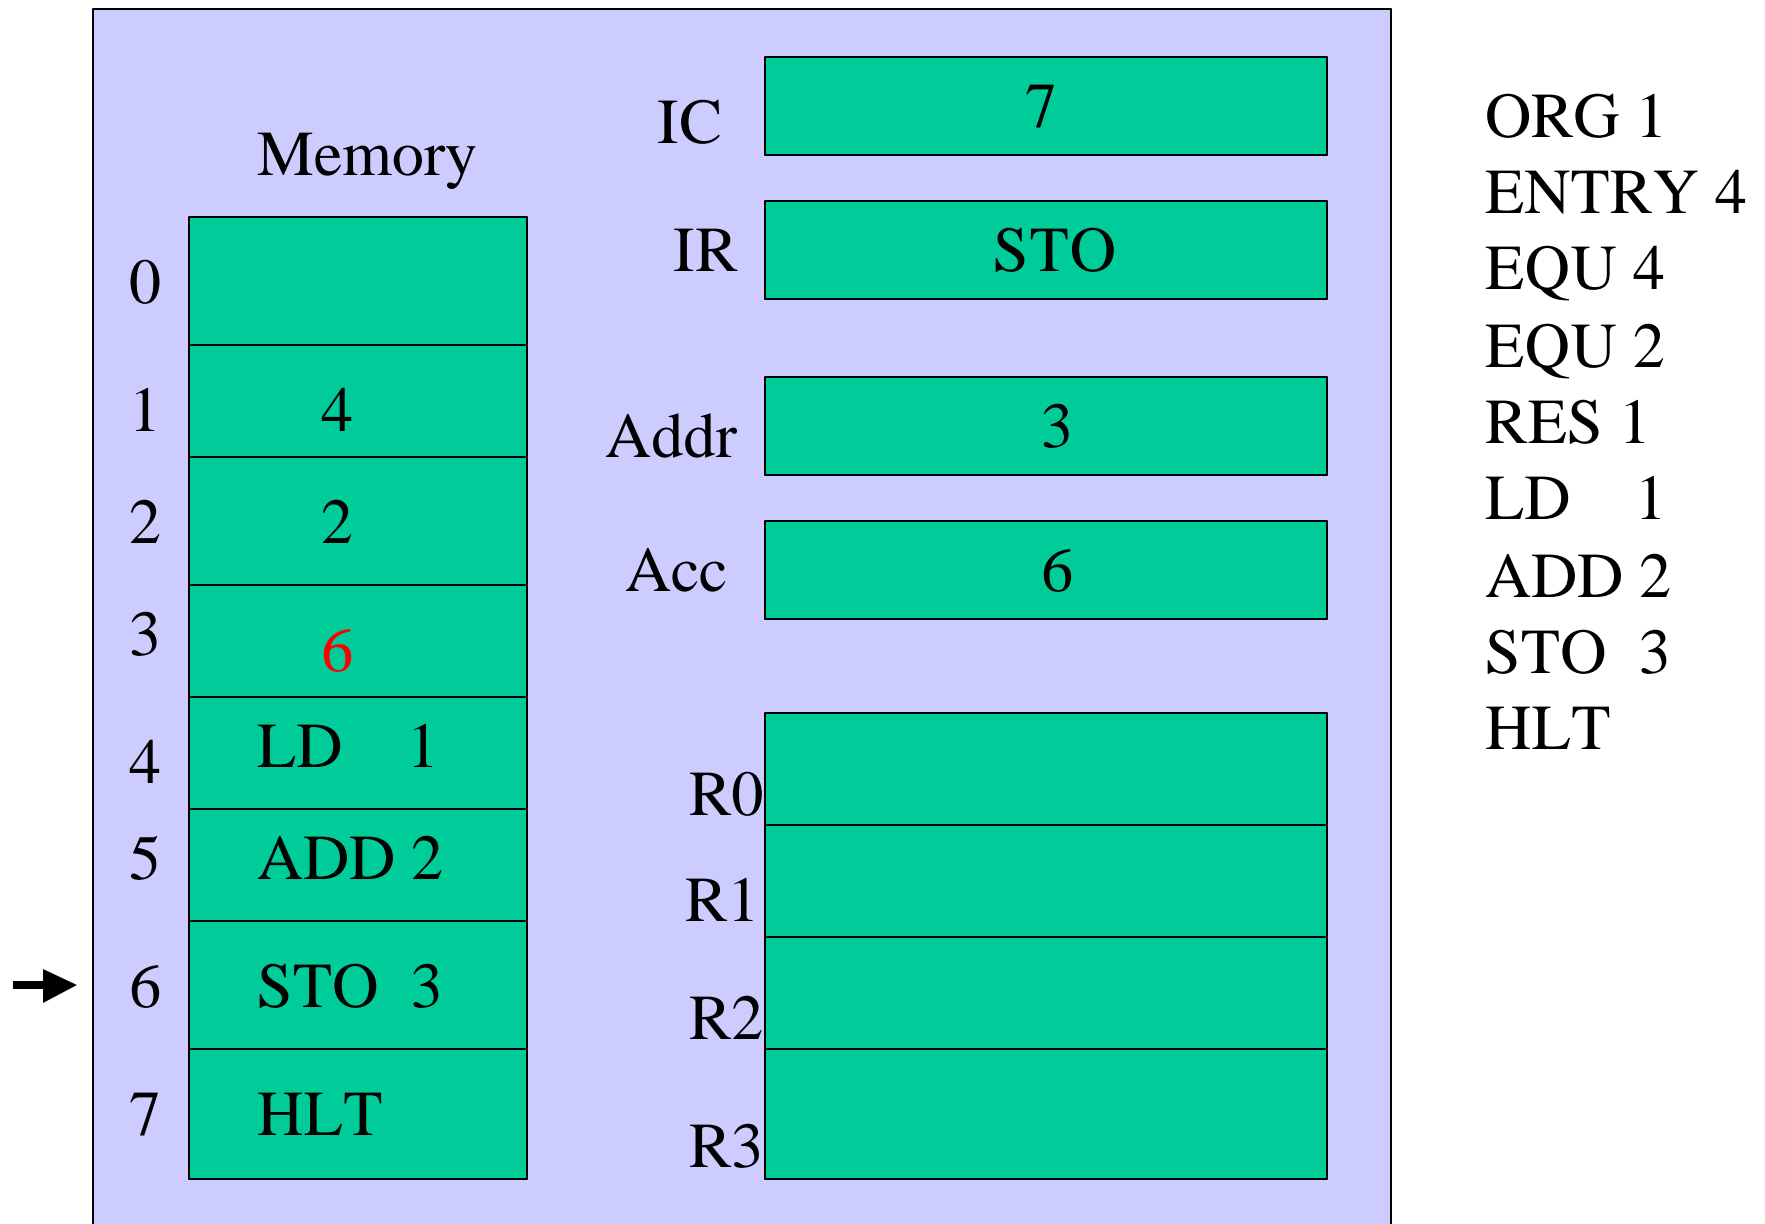 Memory
0
1 4
2 2
3 6
4 LD 1
5 ADD 2
6 STO 3
7 HLT
IC 7
IR STO
Addr 3
Acc 6
R0
R1
R2
R3
ORG 1
ENTRY 4
EQU 4
EQU 2
RES 1
LD 1
ADD 2
STO 3
HLT